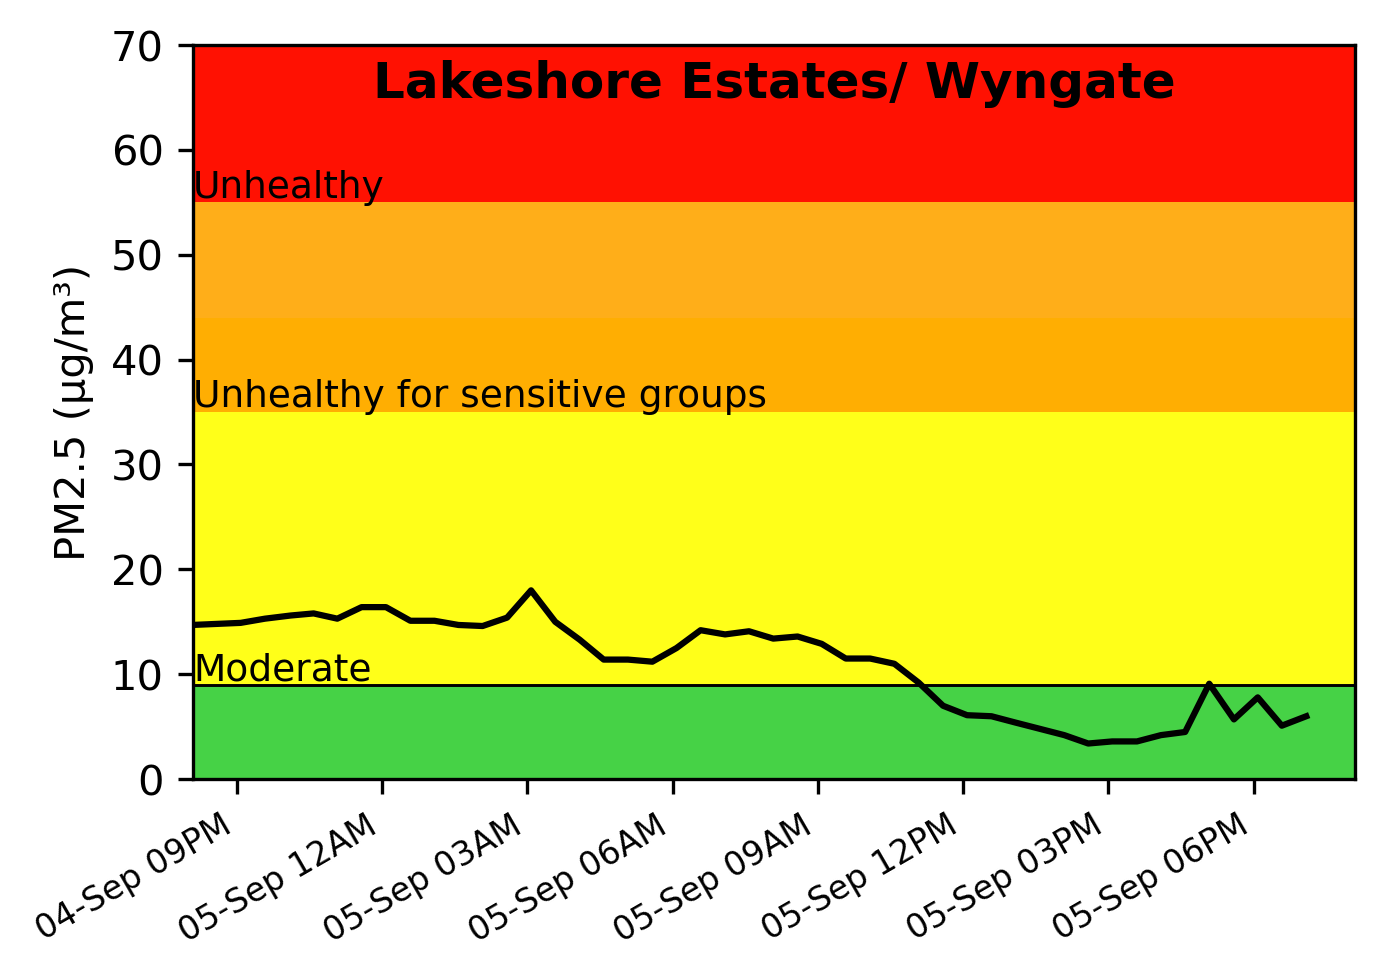 Lakeshore Estates/ Wyngate
70
60
Unhealthy
50
40
Unhealthy for sensitive groups
30
20
Moderate
10
0
PM2.5 (µg/m³)
04-Sep 09PM
05-Sep 12AM
05-Sep 03AM
05-Sep 06AM
05-Sep 09AM
05-Sep 12PM
05-Sep 03PM
05-Sep 06PM